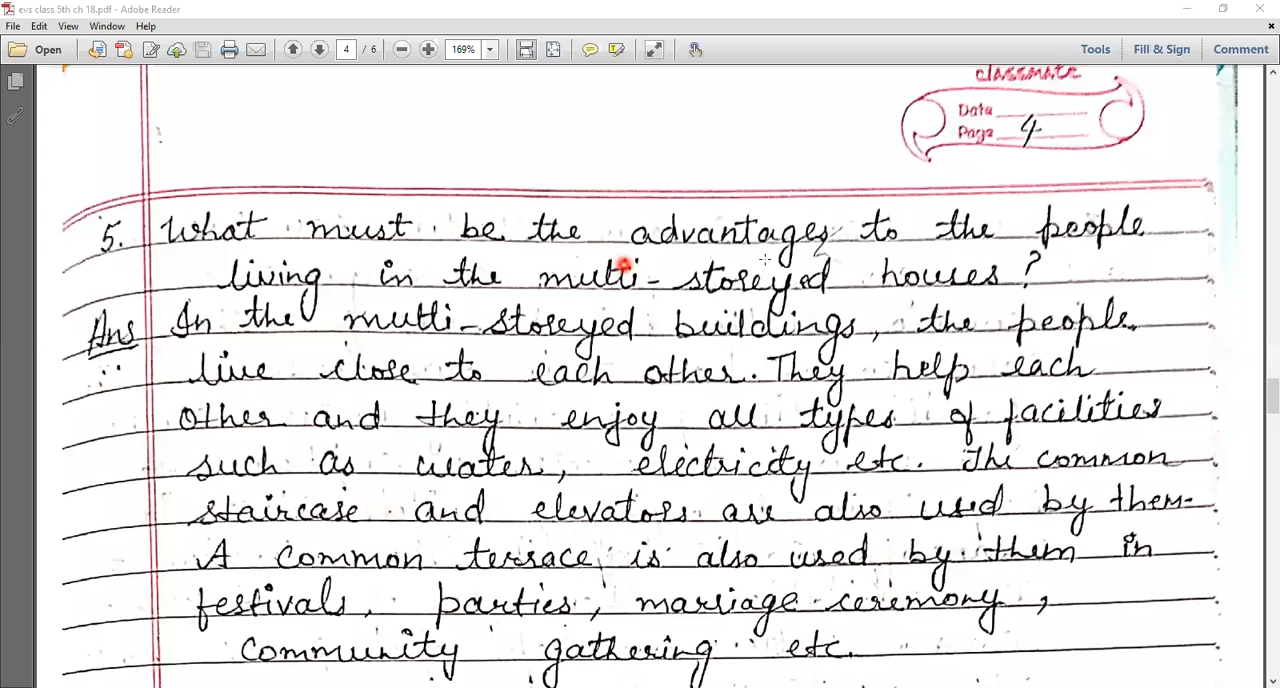 evs class 5th ch 18.pdf - Adobe Reader
File Edit View Window Help
Open 4 / 6 169% Tools Fill & Sign Comment
classmate
Date
Page 4
5. What must be the advantages to the people
living in the multi-storeyed houses?
Ans In the multi-storeyed buildings, the people
live close to each other. They help each
other and they enjoy all types of facilities
such as water, electricity etc. The common
staircase and elevators are also used by them.
A common terrace is also used by them in
festivals, parties, marriage ceremony,
community gathering etc.